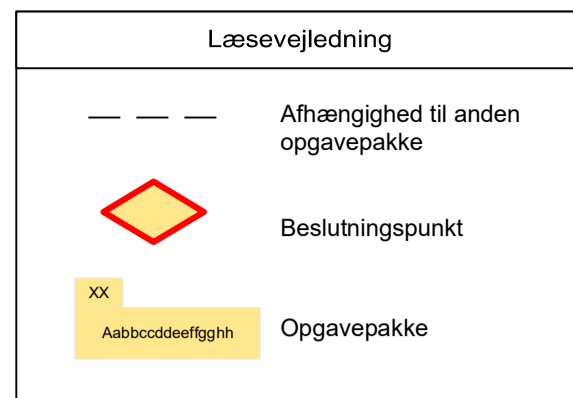 Læsevejledning
Afhængighed til anden
opgavepakke
Beslutningspunkt
XX
Aabbccddeeffgghh
Opgavepakke